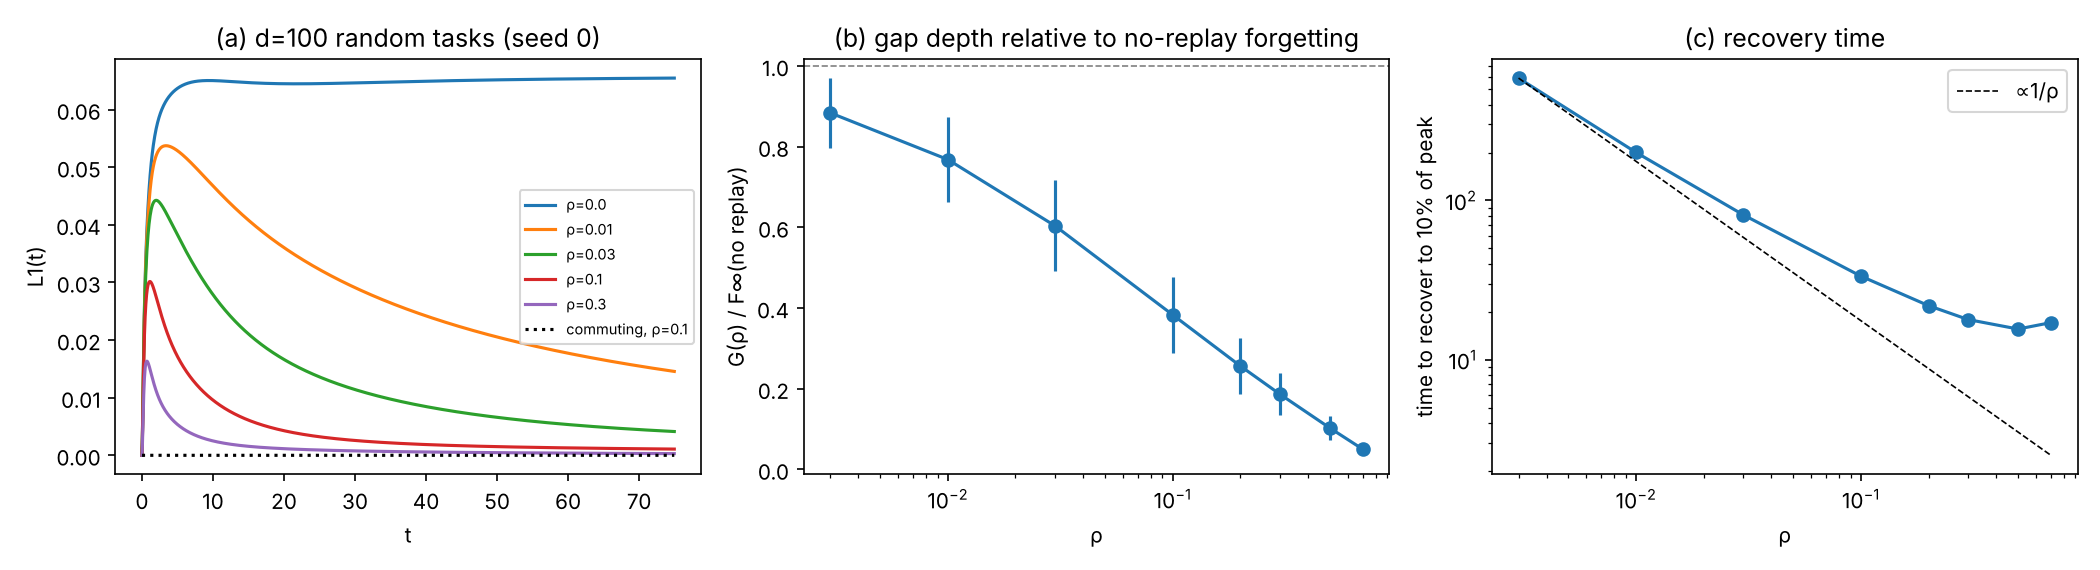 (a) d=100 random tasks (seed 0)
L1(t)
0.06
0.05
0.04
0.03
0.02
0.01
0.00
0 10 20 30 40 50 60 70
t
ρ=0.0
ρ=0.01
ρ=0.03
ρ=0.1
ρ=0.3
commuting, ρ=0.1
(b) gap depth relative to no-replay forgetting
G(ρ) / F∞(no replay)
1.0
0.8
0.6
0.4
0.2
0.0
10⁻² 10⁻¹
ρ
(c) recovery time
time to recover to 10% of peak
10²
10¹
10⁻² 10⁻¹
ρ
∝1/ρ